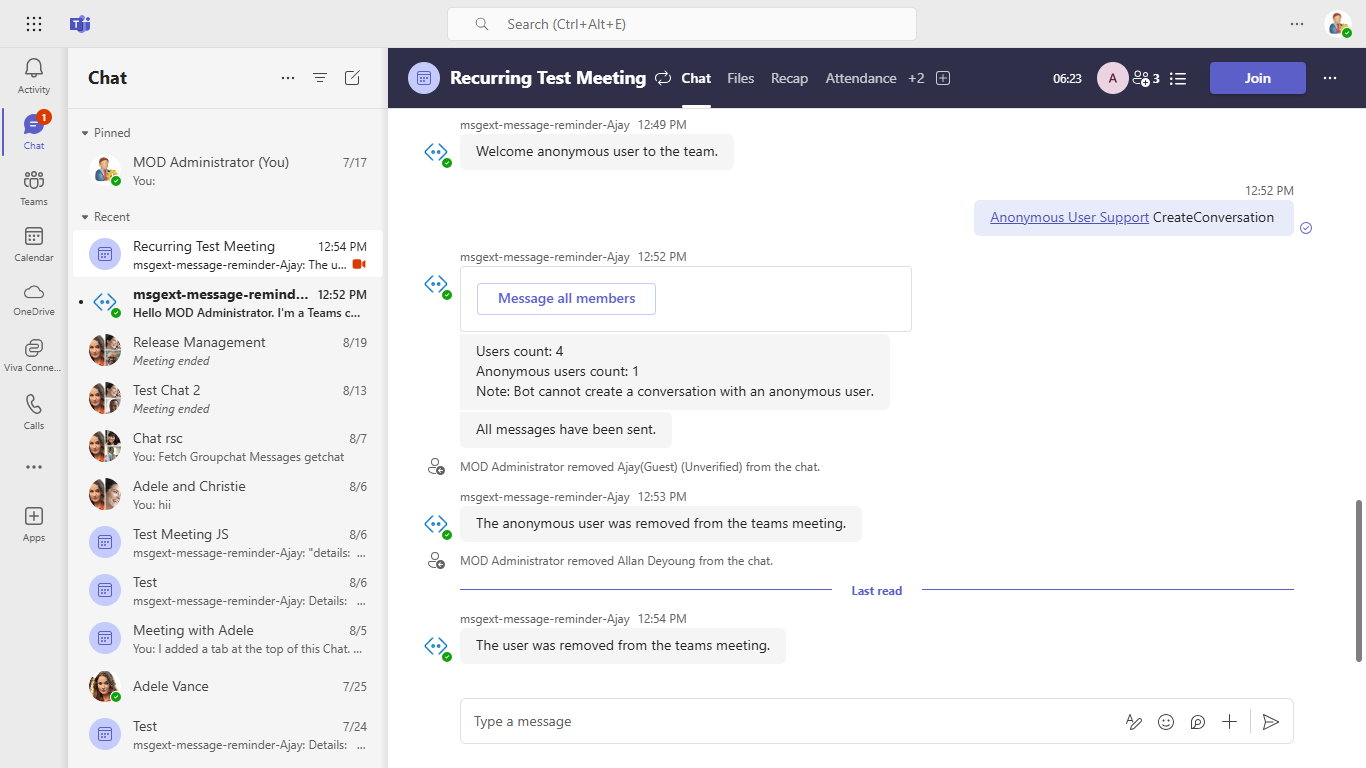 Search (Ctrl+Alt+E)
Activity
1
Chat
Teams
Calendar
OneDrive
Viva Conne...
Calls
Apps
Chat
Pinned
MOD Administrator (You) 7/17
You:
Recent
Recurring Test Meeting 12:54 PM
msgext-message-reminder-Ajay: The u...
msgext-message-remind... 12:52 PM
Hello MOD Administrator. I'm a Teams c...
Release Management 8/19
Meeting ended
Test Chat 2 8/13
Meeting ended
Chat rsc 8/7
You: Fetch Groupchat Messages getchat
Adele and Christie 8/6
You: hii
Test Meeting JS 8/6
msgext-message-reminder-Ajay: "details: ...
Test 8/6
msgext-message-reminder-Ajay: Details: ...
Meeting with Adele 8/5
You: I added a tab at the top of this Chat. ...
Adele Vance 7/25
Test 7/24
msgext-message-reminder-Ajay: Details: ...
Recurring Test Meeting Chat Files Recap Attendance +2 06:23 A 3 Join
msgext-message-reminder-Ajay 12:49 PM
Welcome anonymous user to the team.
12:52 PM
Anonymous User Support CreateConversation
msgext-message-reminder-Ajay 12:52 PM
Message all members
Users count: 4
Anonymous users count: 1
Note: Bot cannot create a conversation with an anonymous user.
All messages have been sent.
MOD Administrator removed Ajay(Guest) (Unverified) from the chat.
msgext-message-reminder-Ajay 12:53 PM
The anonymous user was removed from the teams meeting.
MOD Administrator removed Allan Deyoung from the chat.
Last read
msgext-message-reminder-Ajay 12:54 PM
The user was removed from the teams meeting.
Type a message